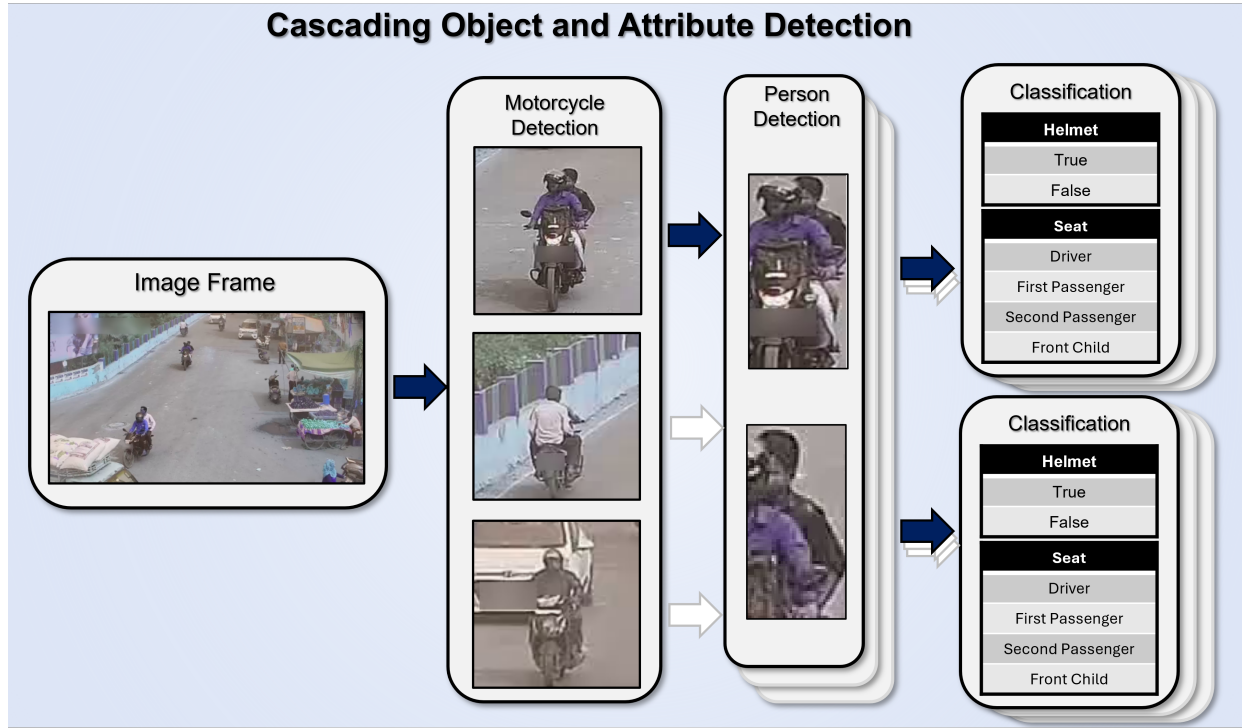 Cascading Object and Attribute Detection
Image Frame
Motorcycle
Detection
Person
Detection
Classification
Helmet
True
False
Seat
Driver
First Passenger
Second Passenger
Front Child
Classification
Helmet
True
False
Seat
Driver
First Passenger
Second Passenger
Front Child